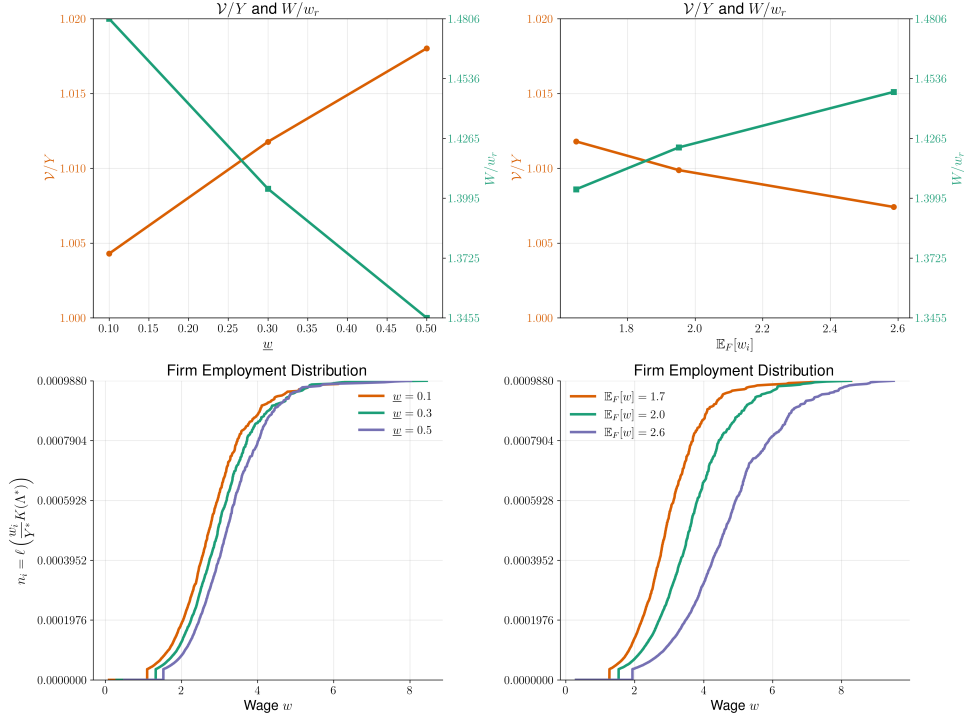 𝒱/Y and W/w_r
1.020
1.015
1.010
1.005
1.000
𝒱/Y
1.4806
1.4536
1.4265
1.3995
1.3725
1.3455
W/w_r
0.10 0.15 0.20 0.25 0.30 0.35 0.40 0.45 0.50
w̲
𝒱/Y and W/w_r
1.020
1.015
1.010
1.005
1.000
𝒱/Y
1.4806
1.4536
1.4265
1.3995
1.3725
1.3455
W/w_r
1.8 2.0 2.2 2.4 2.6
𝔼_F[w_i]
Firm Employment Distribution
0.0009880
0.0007904
0.0005928
0.0003952
0.0001976
0.0000000
n_i = ℓ(w_i/Y* K(Λ*))
w̲ = 0.1
w̲ = 0.3
w̲ = 0.5
0 2 4 6 8
Wage w
Firm Employment Distribution
0.0009880
0.0007904
0.0005928
0.0003952
0.0001976
0.0000000
𝔼_F[w] = 1.7
𝔼_F[w] = 2.0
𝔼_F[w] = 2.6
0 2 4 6 8
Wage w